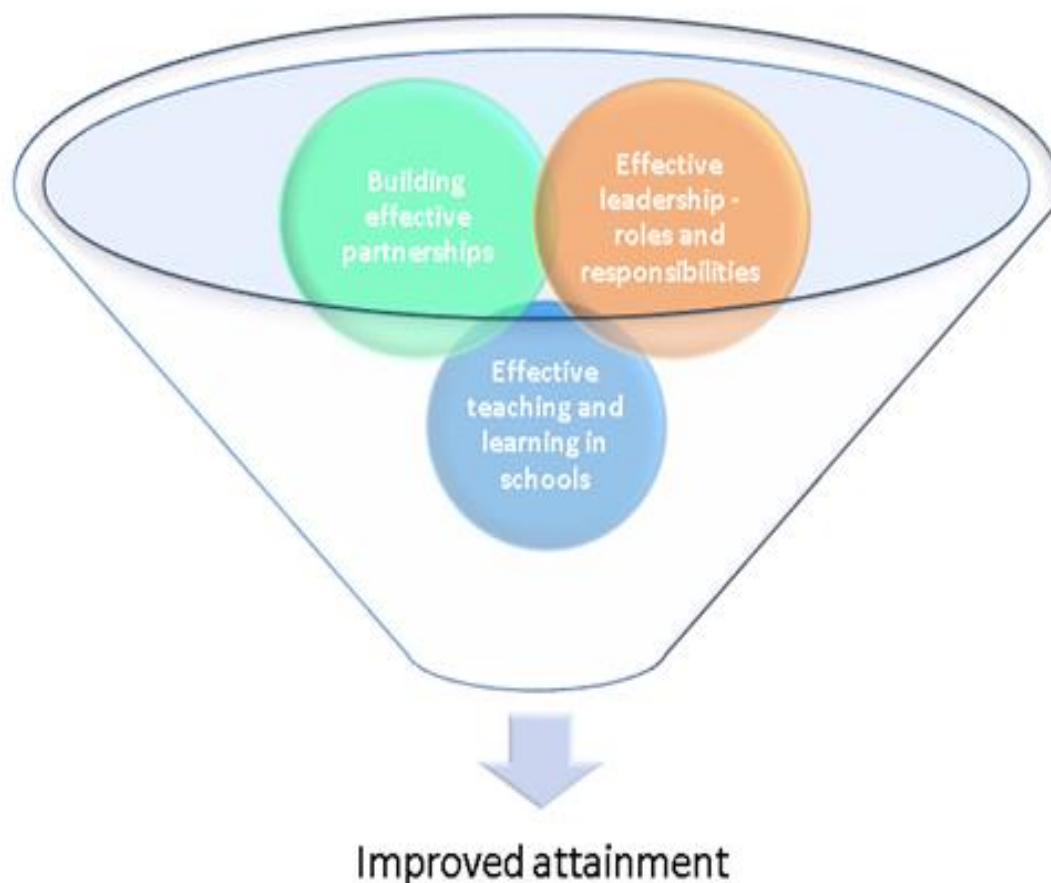 Building
effective
partnerships
Effective
leadership -
roles and
responsibilities
Effective
teaching and
learning in
schools
Improved attainment